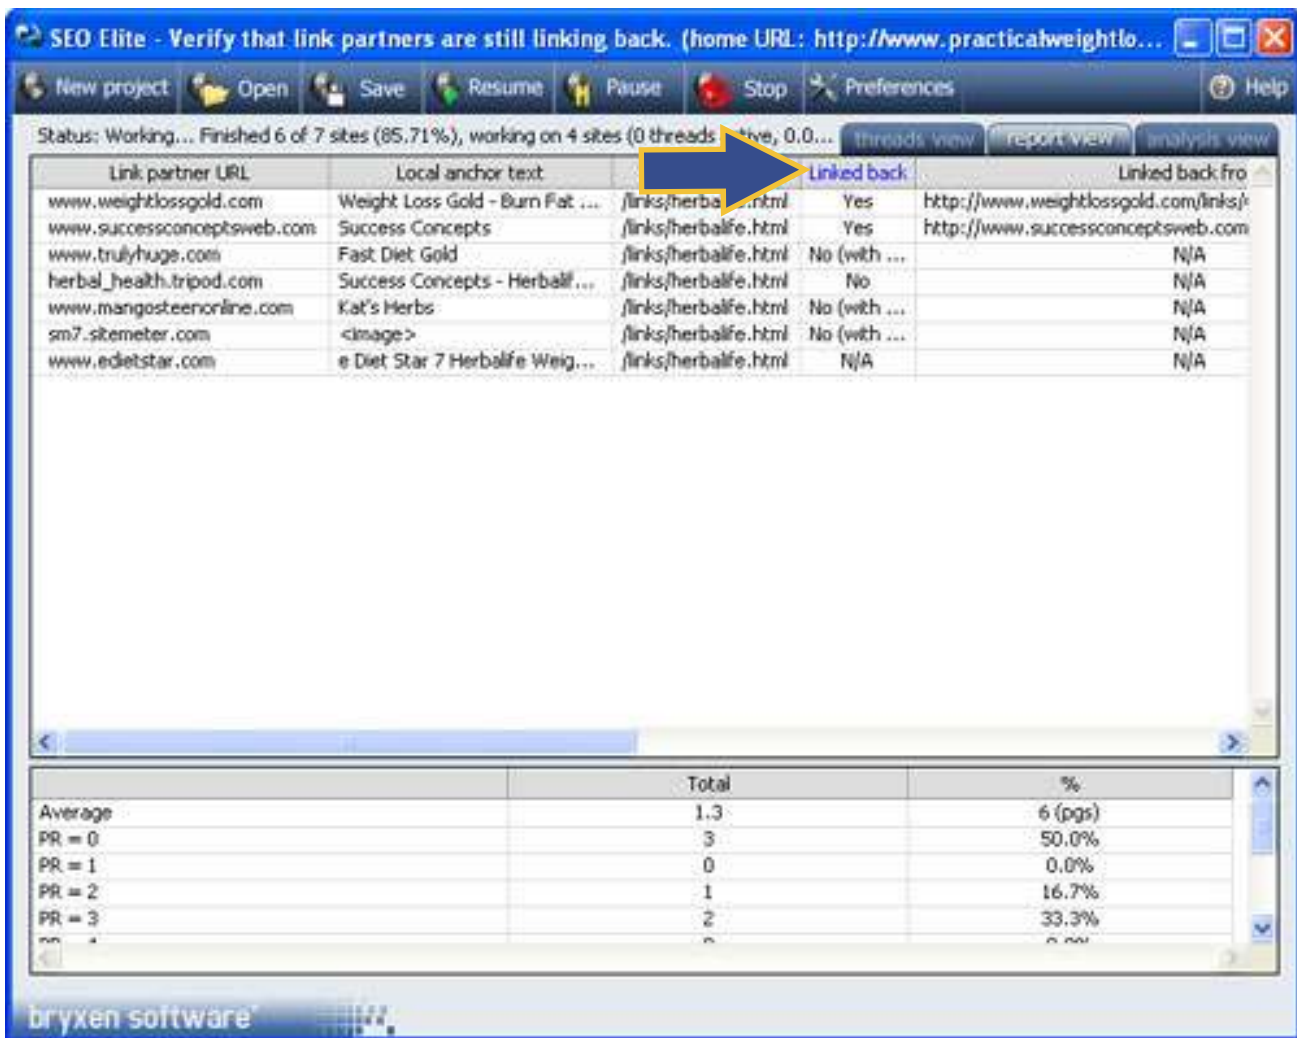 SEO Elite - Verify that link partners are still linking back. (home URL: http://www.practicalweightlo...
New project Open Save Resume Pause Stop Preferences Help
Status: Working... Finished 6 of 7 sites (85.71%), working on 4 sites (0 threads active, 0.0... threads view report view analysis view
Link partner URL Local anchor text Linked back Linked back fro
www.weightlossgold.com Weight Loss Gold - Burn Fat ... /links/herbalife.html Yes http://www.weightlossgold.com/links/
www.successconceptsweb.com Success Concepts /links/herbalife.html Yes http://www.successconceptsweb.com
www.trulyhuge.com Fast Diet Gold /links/herbalife.html No (with ... N/A
herbal_health.tripod.com Success Concepts - Herbalif... /links/herbalife.html No N/A
www.mangosteenonline.com Kat's Herbs /links/herbalife.html No (with ... N/A
sm7.sitemeter.com <image> /links/herbalife.html No (with ... N/A
www.edietstar.com e Diet Star 7 Herbalife Weig... /links/herbalife.html N/A N/A
Total %
Average 1.3 6 (pgs)
PR = 0 3 50.0%
PR = 1 0 0.0%
PR = 2 1 16.7%
PR = 3 2 33.3%
bryxen software